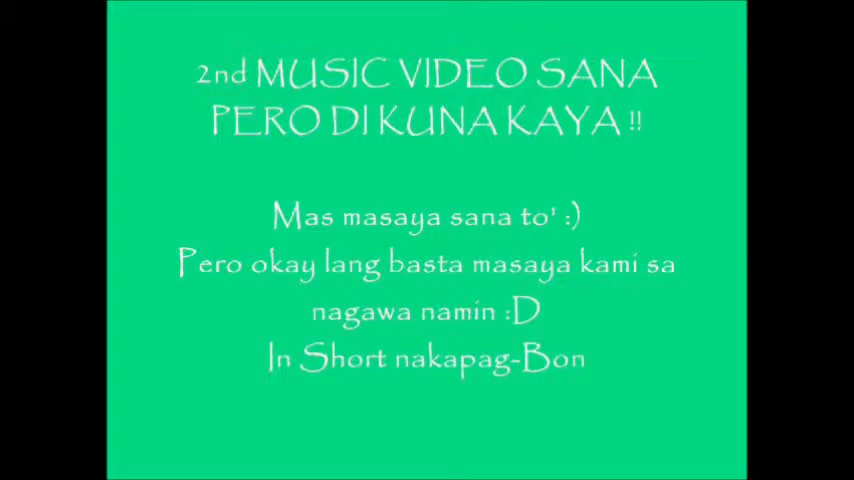 2nd MUSIC VIDEO SANA
PERO DI KUNA KAYA !!
Mas masaya sana to' :)
Pero okay lang basta masaya kami sa
nagawa namin :D
In Short nakapag-Bon